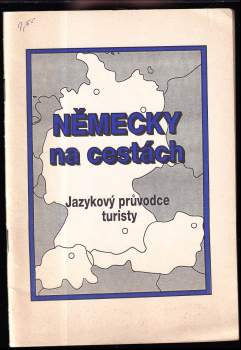 NĚMECKY
na cestách
Jazykový průvodce
turisty